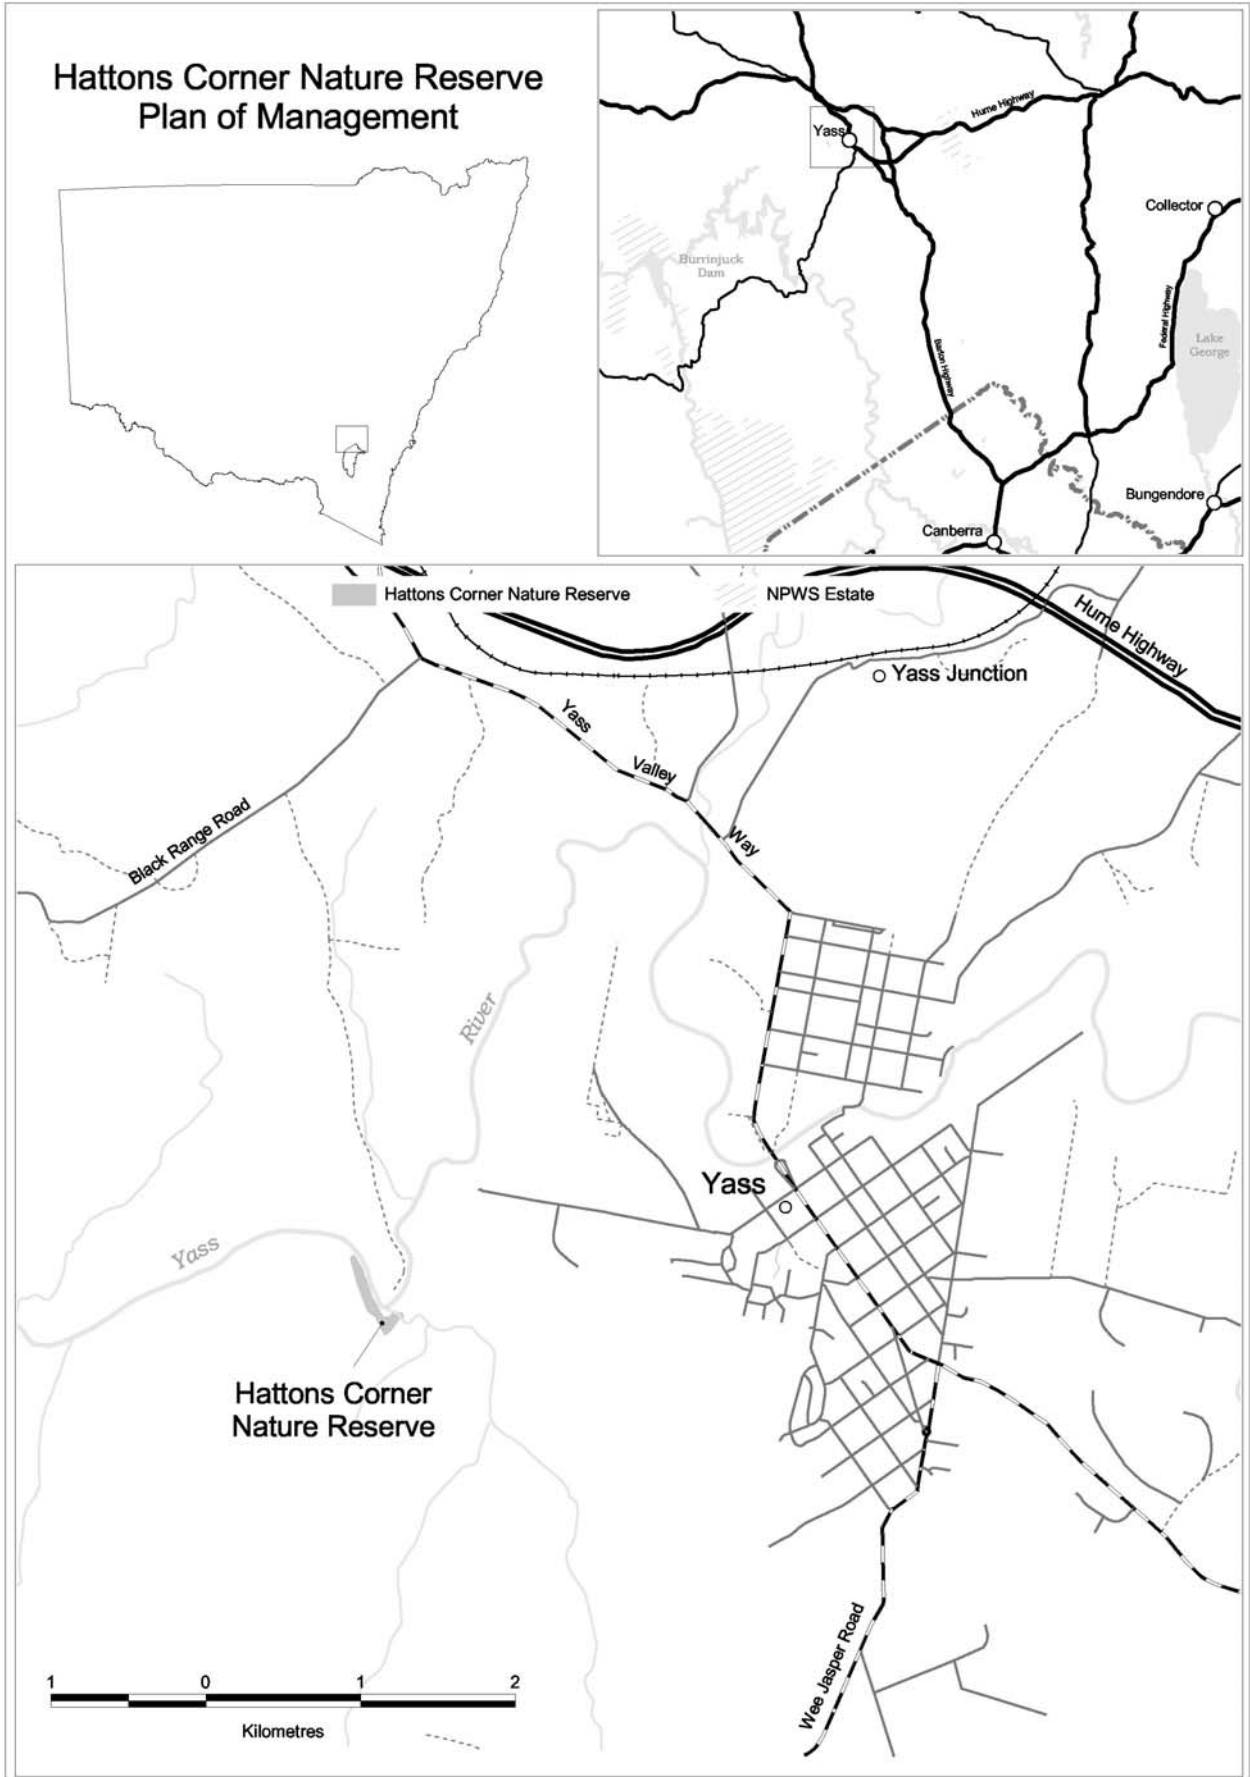 Hattons Corner Nature Reserve
Plan of Management
Hume Highway
Yass
Collector
Burrinjuck
Dam
Federal Highway
Lake
George
Barton Highway
Bungendore
Canberra
Hattons Corner Nature Reserve
NPWS Estate
Hume Highway
Yass Junction
Yass
Valley
Way
Black Range Road
River
Yass
Yass
Hattons Corner
Nature Reserve
Wee Jasper Road
1 0 1 2
Kilometres